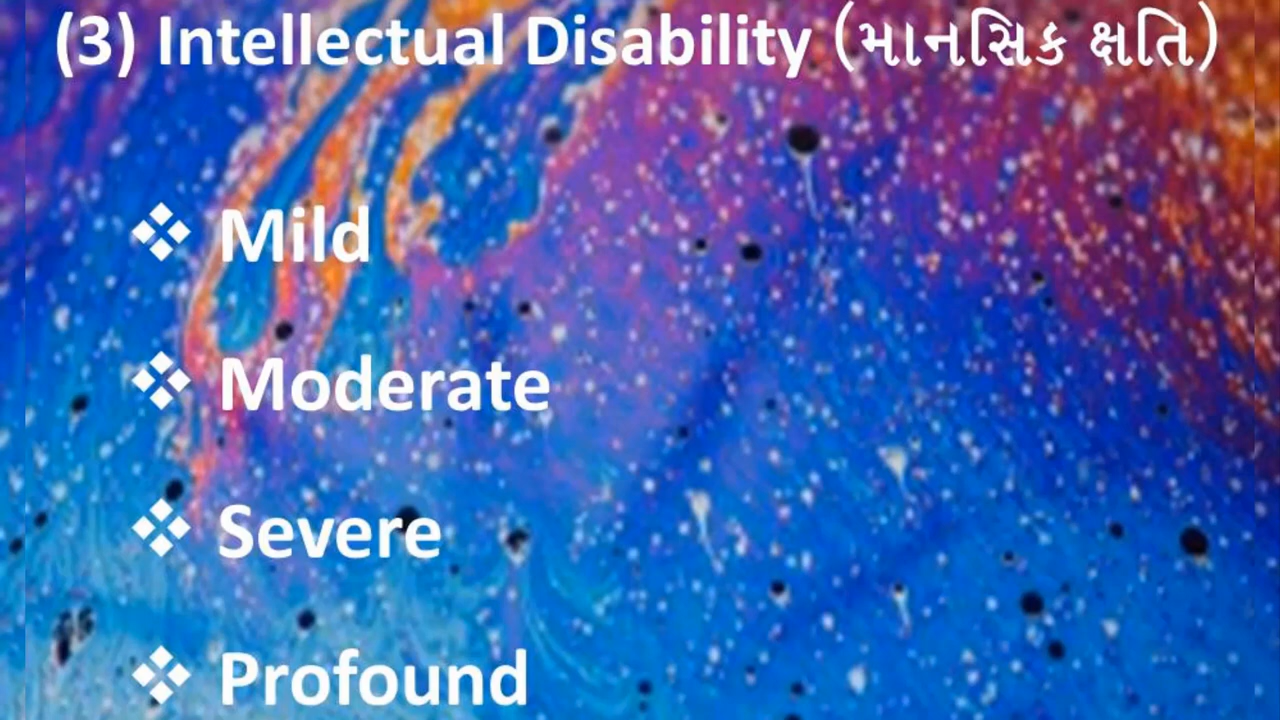 (3) Intellectual Disability (માનસિક ક્ષતિ)
❖ Mild
❖ Moderate
❖ Severe
❖ Profound